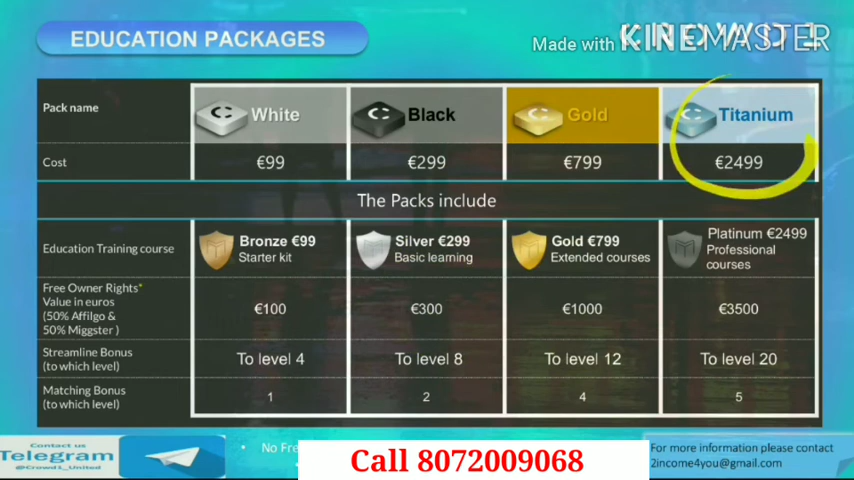 EDUCATION PACKAGES
Made with KINEMASTER
Pack name
White
Black
Gold
Titanium
Cost
€99
€299
€799
€2499
The Packs include
Education Training course
Bronze €99
Starter kit
Silver €299
Basic learning
Gold €799
Extended courses
Platinum €2499
Professional
courses
Free Owner Rights*
Value in euros
(50% Affilgo &
50% Miggster )
€100
€300
€1000
€3500
Streamline Bonus
(to which level)
To level 4
To level 8
To level 12
To level 20
Matching Bonus
(to which level)
1
2
4
5
Contact us
Telegram
@Crowd1_United
• No Fre
Call 8072009068
For more information please contact
2income4you@gmail.com